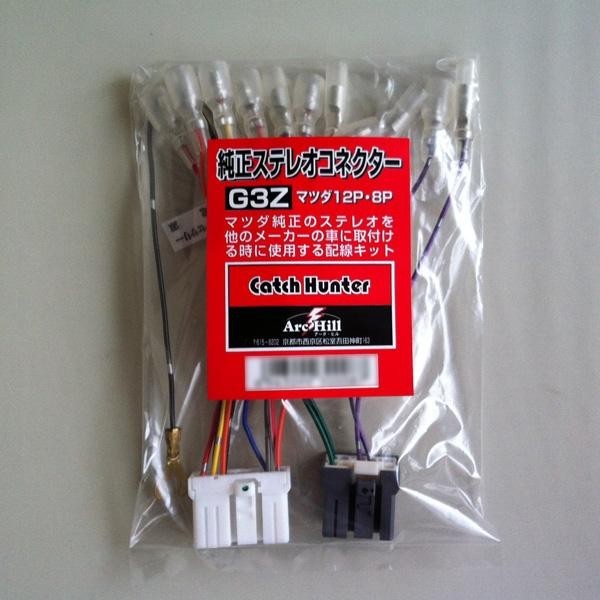 純正ステレオコネクター
G3Z マツダ12P・8P
マツダ純正のステレオを
他のメーカーの車に取付け
る時に使用する配線キット
Catch Hunter
Arc Hill
アーク・ヒル
〒615-8202 京都市西京区松室吾田神町163